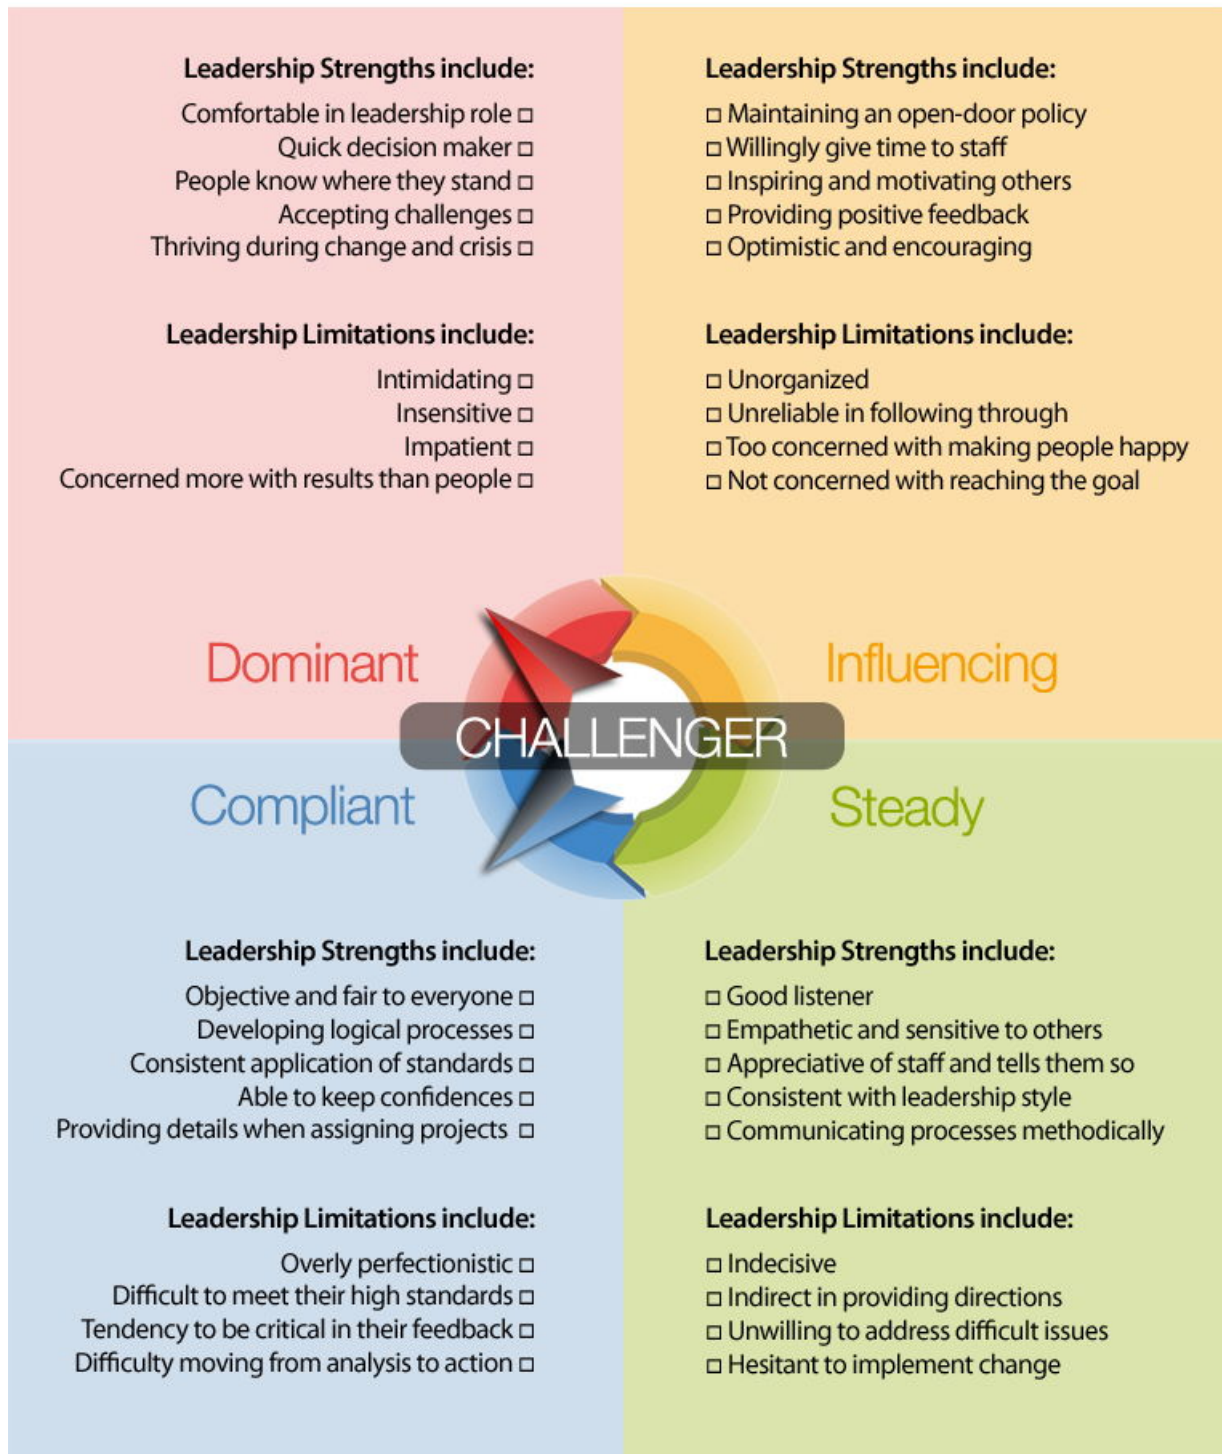 Leadership Strengths include:
Comfortable in leadership role
Quick decision maker
People know where they stand
Accepting challenges
Thriving during change and crisis
Leadership Limitations include:
Intimidating
Insensitive
Impatient
Concerned more with results than people
Dominant
Leadership Strengths include:
Maintaining an open-door policy
Willingly give time to staff
Inspiring and motivating others
Providing positive feedback
Optimistic and encouraging
Leadership Limitations include:
Unorganized
Unreliable in following through
Too concerned with making people happy
Not concerned with reaching the goal
Influencing
CHALLENGER
Compliant
Leadership Strengths include:
Objective and fair to everyone
Developing logical processes
Consistent application of standards
Able to keep confidences
Providing details when assigning projects
Leadership Limitations include:
Overly perfectionistic
Difficult to meet their high standards
Tendency to be critical in their feedback
Difficulty moving from analysis to action
Steady
Leadership Strengths include:
Good listener
Empathetic and sensitive to others
Appreciative of staff and tells them so
Consistent with leadership style
Communicating processes methodically
Leadership Limitations include:
Indecisive
Indirect in providing directions
Unwilling to address difficult issues
Hesitant to implement change